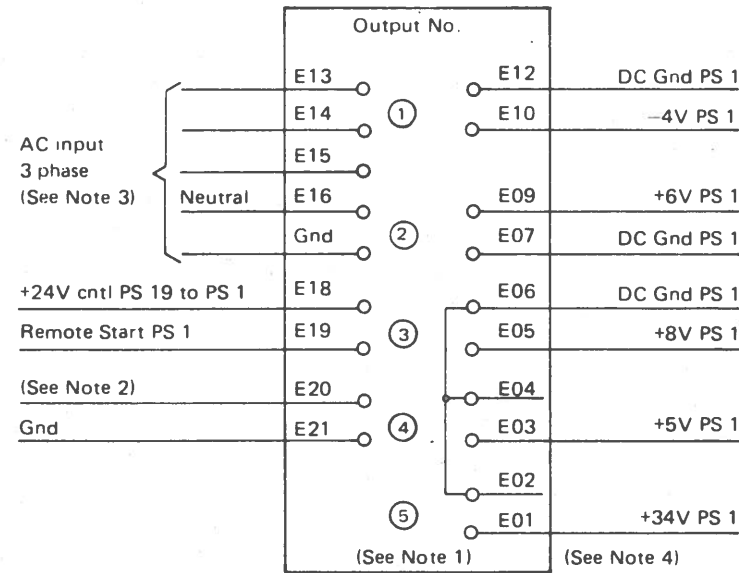 Output No.
E13 E12 DC Gnd PS 1
E14 1 E10 —4V PS 1
AC input
3 phase
(See Note 3)
E15
Neutral E16 E09 +6V PS 1
Gnd 2 E07 DC Gnd PS 1
+24V cntl PS 19 to PS 1 E18 E06 DC Gnd PS 1
Remote Start PS 1 E19 3 E05 +8V PS 1
(See Note 2) E20 E04
Gnd E21 4 E03 +5V PS 1
E02
5 E01 +34V PS 1
(See Note 1) (See Note 4)